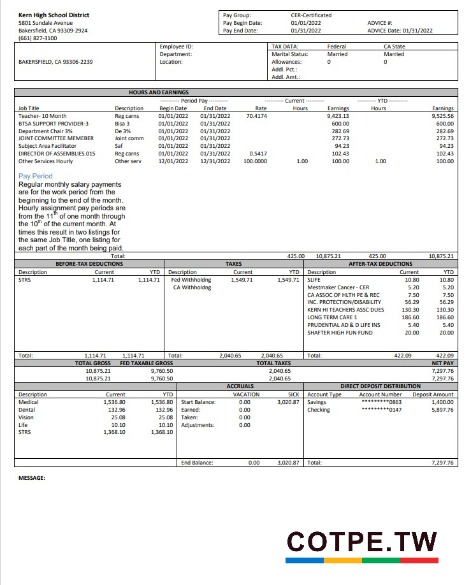 Kern High School District
5801 Sundale Avenue
Bakersfield, CA 93309-2924
(661) 827-3100
Pay Group: CER-Certificated
Pay Begin Date: 01/01/2022 ADVICE #:
Pay End Date: 01/31/2022 ADVICE Date: 01/31/2022
Employee ID: TAX DATA: Federal CA State
Department: Marital Status: Married Married
BAKERSFIELD, CA 93306-2239 Location: Allowances: 0 0
Addl. Pct.:
Addl. Amt.:
HOURS AND EARNINGS
Period Pay Current YTD
Job Title Description Begin Date End Date Rate Hours Earnings Hours Earnings
Teacher- 10 Month Reg earns 01/01/2022 01/31/2022 70.4174 9,423.13 9,525.56
BTSA SUPPORT PROVIDER-3 Btsa 3 01/01/2022 01/31/2022 600.00 600.00
Department Chair 3% De 3% 01/01/2022 01/31/2022 282.69 282.69
JOINT COMMITTEE MEMBER Joint comm 01/01/2022 01/31/2022 272.73 272.73
Subject Area Facilitator Saf 01/01/2022 01/31/2022 94.23 94.23
DIRECTOR OF ASSEMBLIES.015 Reg earns 01/01/2022 01/31/2022 0.5417 102.43 102.43
Other Services Hourly Other serv 12/01/2022 12/31/2022 100.0000 1.00 100.00 1.00 100.00
Pay Period
Regular monthly salary payments
are for the work period from the
beginning to the end of the month.
Hourly assignment pay periods are
from the 11th of one month through
the 10th of the current month. At
times this result in two listings for
the same Job Title, one listing for
each part of the month being paid.
Total: 425.00 10,875.21 425.00 10,875.21
BEFORE-TAX DEDUCTIONS TAXES AFTER-TAX DEDUCTIONS
Description Current YTD Description Current YTD Description Current YTD
STRS 1,114.71 1,114.71 Fed Withholding 1,549.71 1,549.71 SLIFE 10.80 10.80
CA Withholding Mestmaker Cancer - CER 5.20 5.20
CA ASSOC OF HLTH PE & REC 7.50 7.50
INC. PROTECTION/DISABILITY 56.29 56.29
KERN HI TEACHERS ASSC DUES 130.30 130.30
LONG TERM CARE 1 186.60 186.60
PRUDENTIAL AD & D LIFE INS 5.40 5.40
SHAFTER HIGH FUN FUND 20.00 20.00
Total: 1,114.71 1,114.71 Total: 2,040.65 2,040.65 Total: 422.09 422.09
TOTAL GROSS FED TAXABLE GROSS TOTAL TAXES NET PAY
10,875.21 9,760.50 2,040.65 7,297.76
10,875.21 9,760.50 2,040.65 7,297.76
ACCRUALS DIRECT DEPOSIT DISTRIBUTION
Description Current YTD VACATION SICK Account Type Account Number Deposit Amount
Medical 1,536.80 1,536.80 Start Balance: 0.00 3,020.87 Savings *********0863 1,400.00
Dental 132.96 132.96 Earned: 0.00 Checking *********0147 5,897.76
Vision 25.08 25.08 Taken: 0.00
Life 10.10 10.10 Adjustments: 0.00
STRS 1,368.10 1,368.10
End Balance: 0.00 3,020.87 Total: 7,297.76
MESSAGE:
COTPE.TW